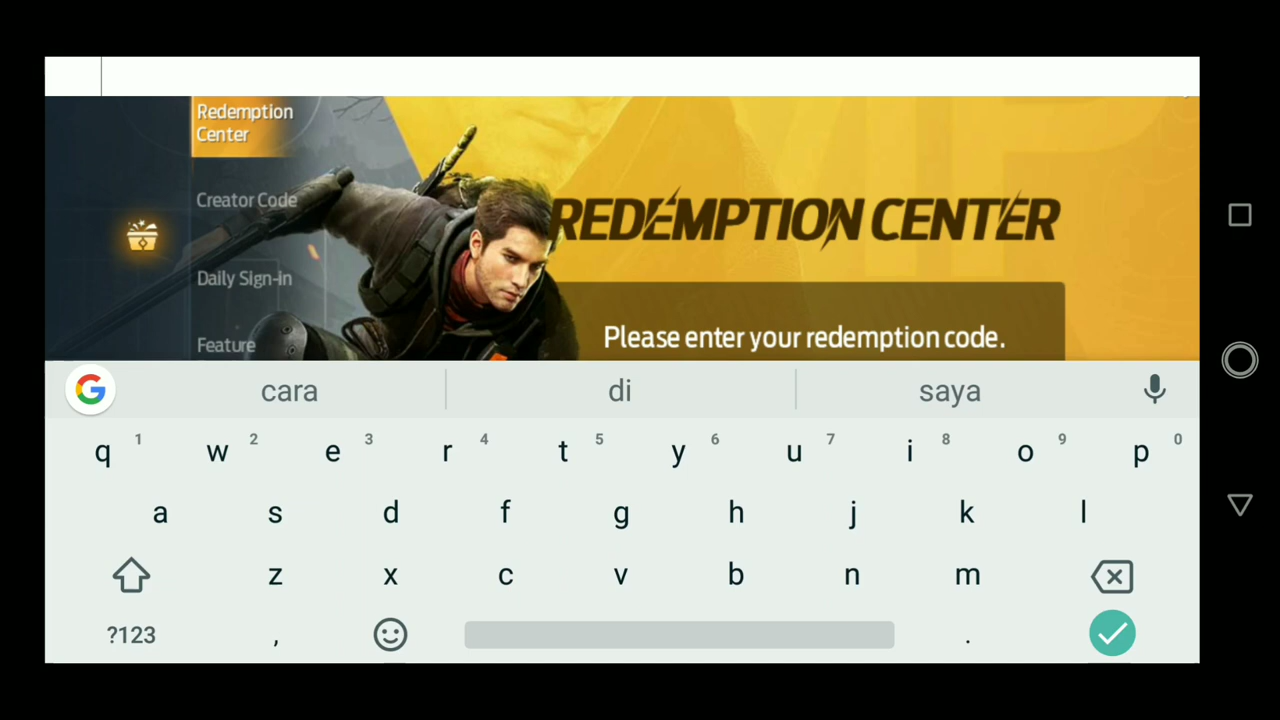 Redemption
Center
Creator Code
Daily Sign-in
Feature
REDEMPTION CENTER
Please enter your redemption code.
cara di saya
q 1 w 2 e 3 r 4 t 5 y 6 u 7 i 8 o 9 p 0
a s d f g h j k l
z x c v b n m
?123 , .